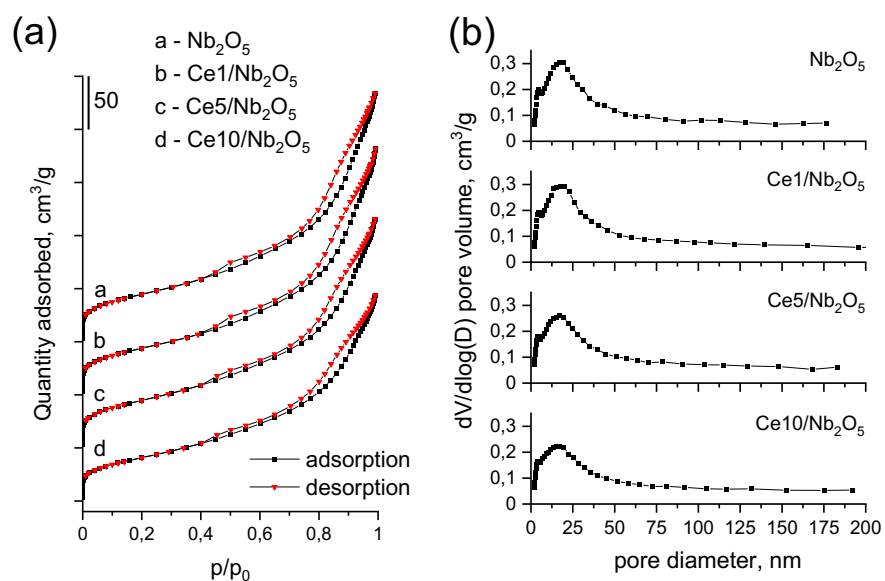 (a)
a - Nb₂O₅
b - Ce1/Nb₂O₅
c - Ce5/Nb₂O₅
d - Ce10/Nb₂O₅
50
Quantity adsorbed, cm³/g
a
b
c
d
adsorption
desorption
0 0,2 0,4 0,6 0,8 1
p/p₀
(b)
dV/dlog(D) pore volume, cm³/g
Nb₂O₅
0,3
0,2
0,1
0
Ce1/Nb₂O₅
0,3
0,2
0,1
0
Ce5/Nb₂O₅
0,3
0,2
0,1
0
Ce10/Nb₂O₅
0,3
0,2
0,1
0
0 25 50 75 100 125 150 175 200
pore diameter, nm